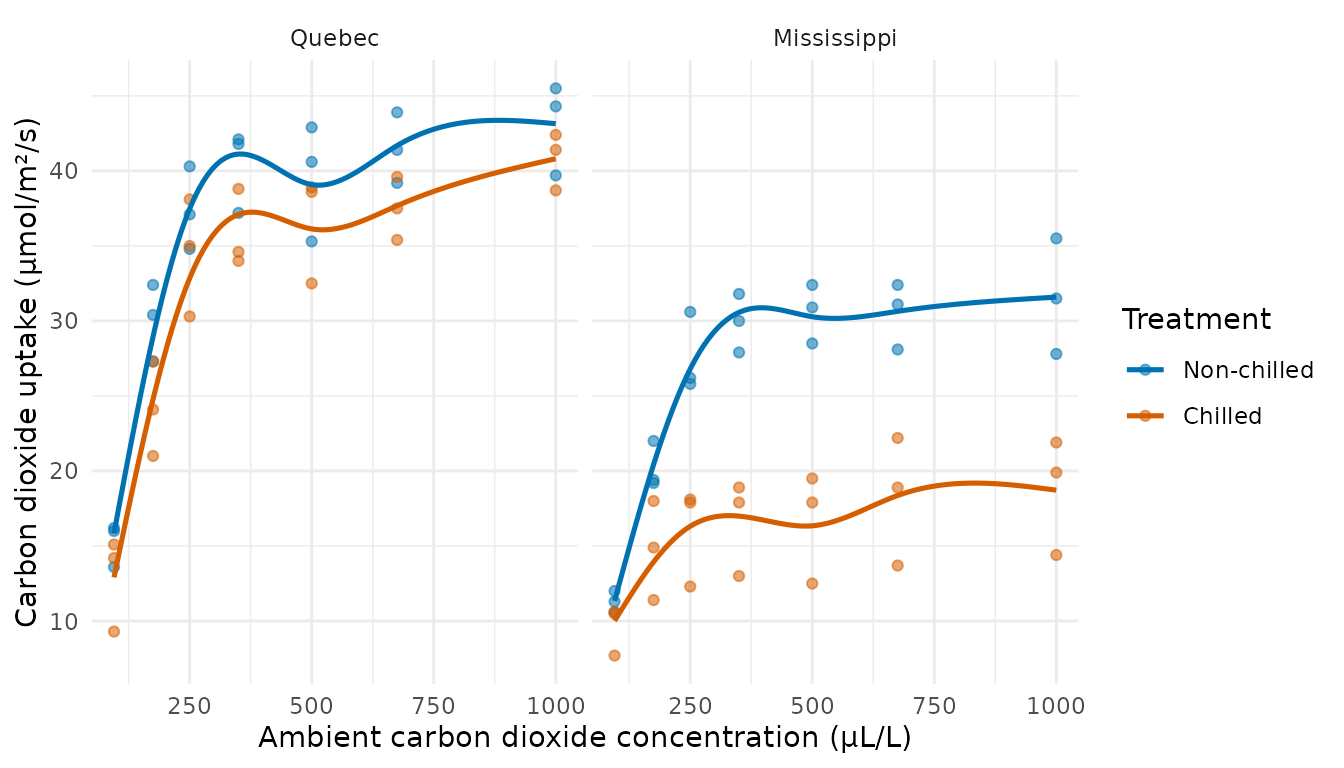 Quebec
Mississippi
Carbon dioxide uptake (µmol/m²/s)
40
30
20
10
250
500
750
1000
250
500
750
1000
Ambient carbon dioxide concentration (µL/L)
Treatment
Non-chilled
Chilled